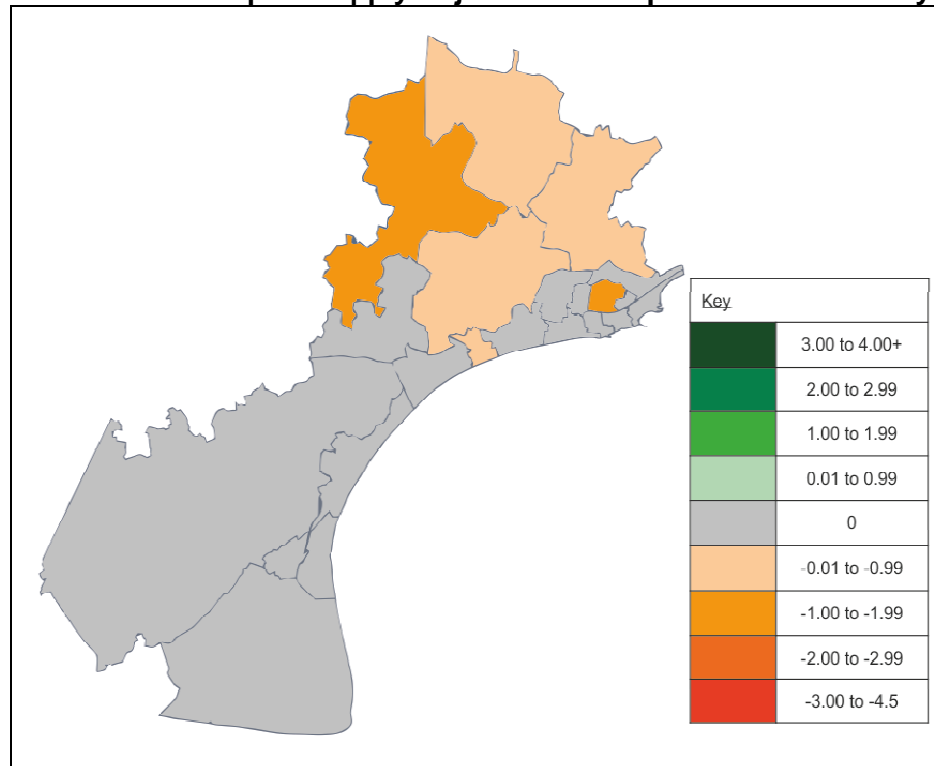 Key
3.00 to 4.00+
2.00 to 2.99
1.00 to 1.99
0.01 to 0.99
0
-0.01 to -0.99
-1.00 to -1.99
-2.00 to -2.99
-3.00 to -4.5